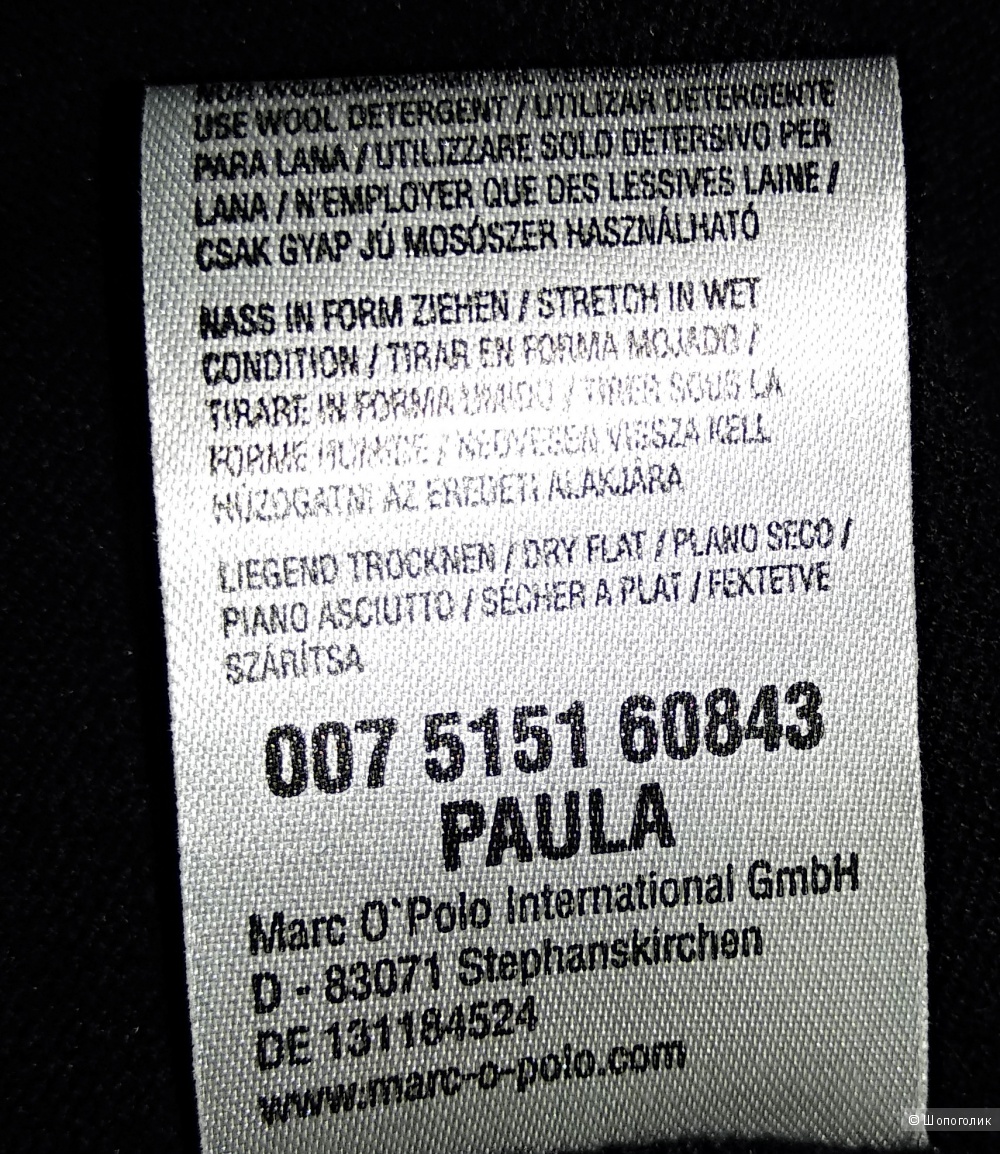 NUR WOLLWASCHMITTEL VERWENDEN /
USE WOOL DETERGENT / UTILIZAR DETERGENTE
PARA LANA / UTILIZZARE SOLO DETERSIVO PER
LANA / N'EMPLOYER QUE DES LESSIVES LAINE /
CSAK GYAP JÚ MOSÓSZER HASZNÁLHATÓ
NASS IN FORM ZIEHEN / STRETCH IN WET
CONDITION / TIRAR EN FORMA MOJADO /
TIRARE IN FORMA UMIDO / TIRER SOUS LA
FORME HUMIDE / NEDVESEN VISSZA KELL
HÚZOGATNI AZ EREDETI ALAKJÁRA
LIEGEND TROCKNEN / DRY FLAT / PLANO SECO /
PIANO ASCIUTTO / SÉCHER A PLAT / FEKTETVE
SZÁRÍTSA
007 5151 60843
PAULA
Marc O`Polo International GmbH
D - 83071 Stephanskirchen
DE 131184524
www.marc-o-polo.com
© Шопоголик